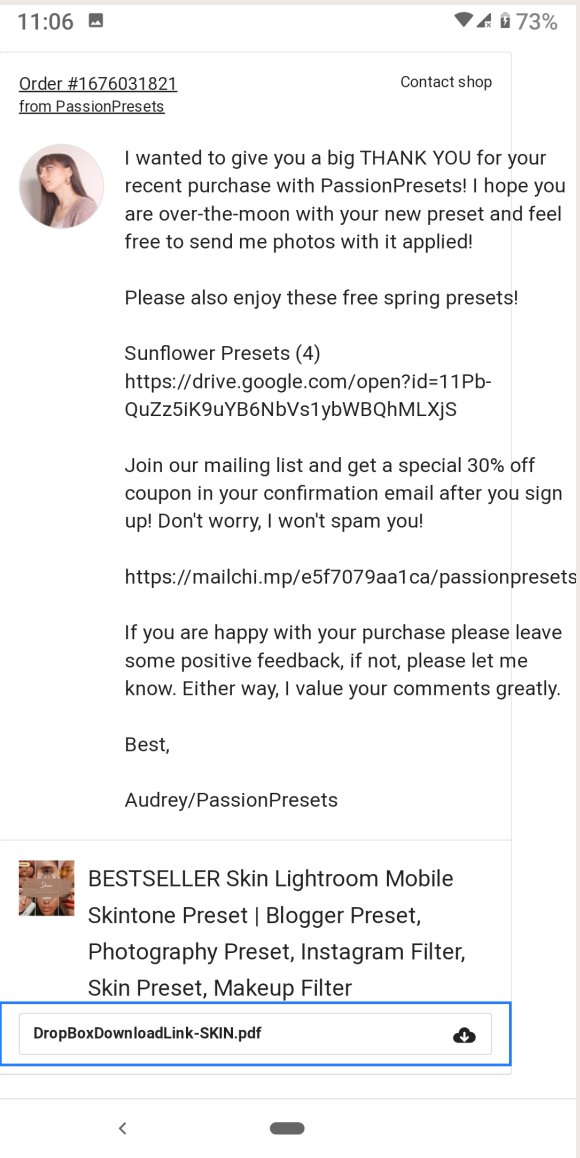 11:06
73%
Order #1676031821
Contact shop
from PassionPresets
I wanted to give you a big THANK YOU for your
recent purchase with PassionPresets! I hope you
are over-the-moon with your new preset and feel
free to send me photos with it applied!
Please also enjoy these free spring presets!
Sunflower Presets (4)
https://drive.google.com/open?id=11Pb-
QuZz5iK9uYB6NbVs1ybWBQhMLXjS
Join our mailing list and get a special 30% off
coupon in your confirmation email after you sign
up! Don't worry, I won't spam you!
https://mailchi.mp/e5f7079aa1ca/passionpresets
If you are happy with your purchase please leave
some positive feedback, if not, please let me
know. Either way, I value your comments greatly.
Best,
Audrey/PassionPresets
BESTSELLER Skin Lightroom Mobile
Skintone Preset | Blogger Preset,
Photography Preset, Instagram Filter,
Skin Preset, Makeup Filter
DropBoxDownloadLink-SKIN.pdf